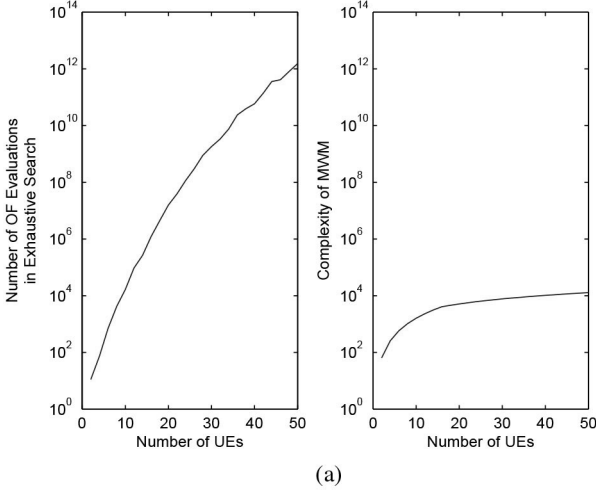 10^14
10^12
10^10
10^8
10^6
10^4
10^2
10^0
Number of OF Evaluations
in Exhaustive Search
0 10 20 30 40 50
Number of UEs
10^14
10^12
10^10
10^8
10^6
10^4
10^2
10^0
Complexity of MWM
0 10 20 30 40 50
Number of UEs
(a)